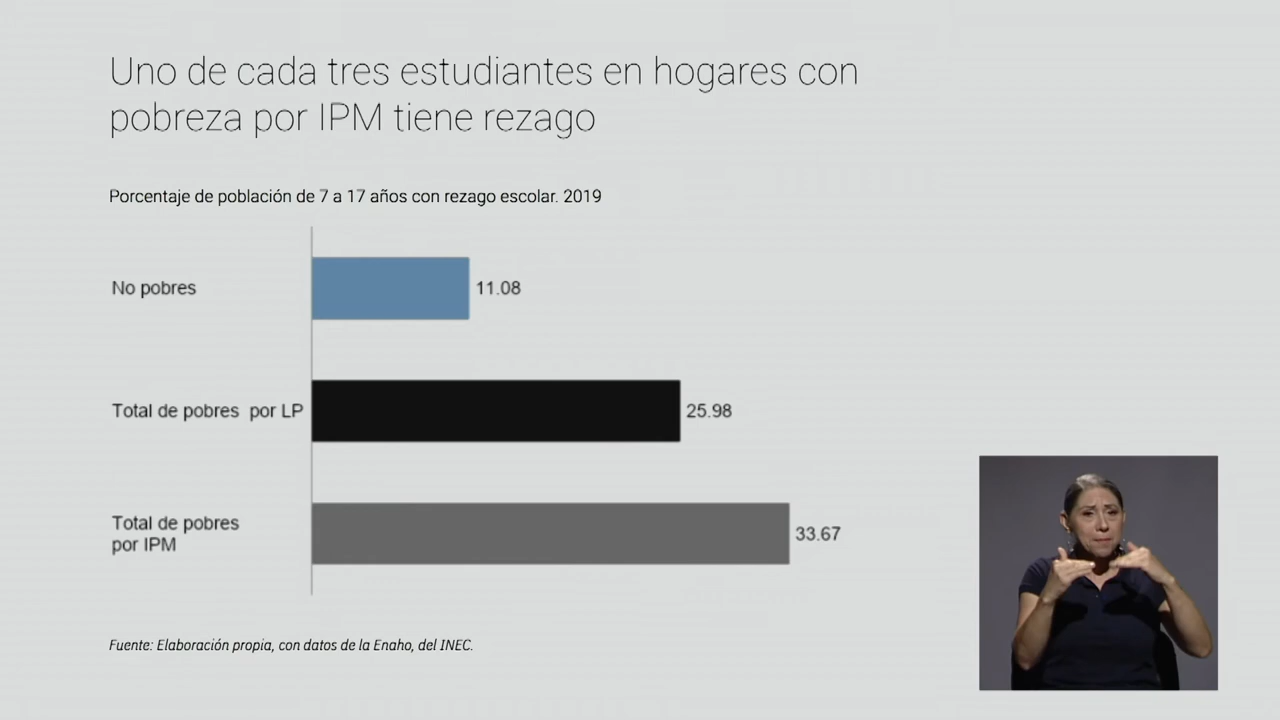 Uno de cada tres estudiantes en hogares con
pobreza por IPM tiene rezago
Porcentaje de población de 7 a 17 años con rezago escolar. 2019
No pobres
11.08
Total de pobres por LP
25.98
Total de pobres
por IPM
33.67
Fuente: Elaboración propia, con datos de la Enaho, del INEC.